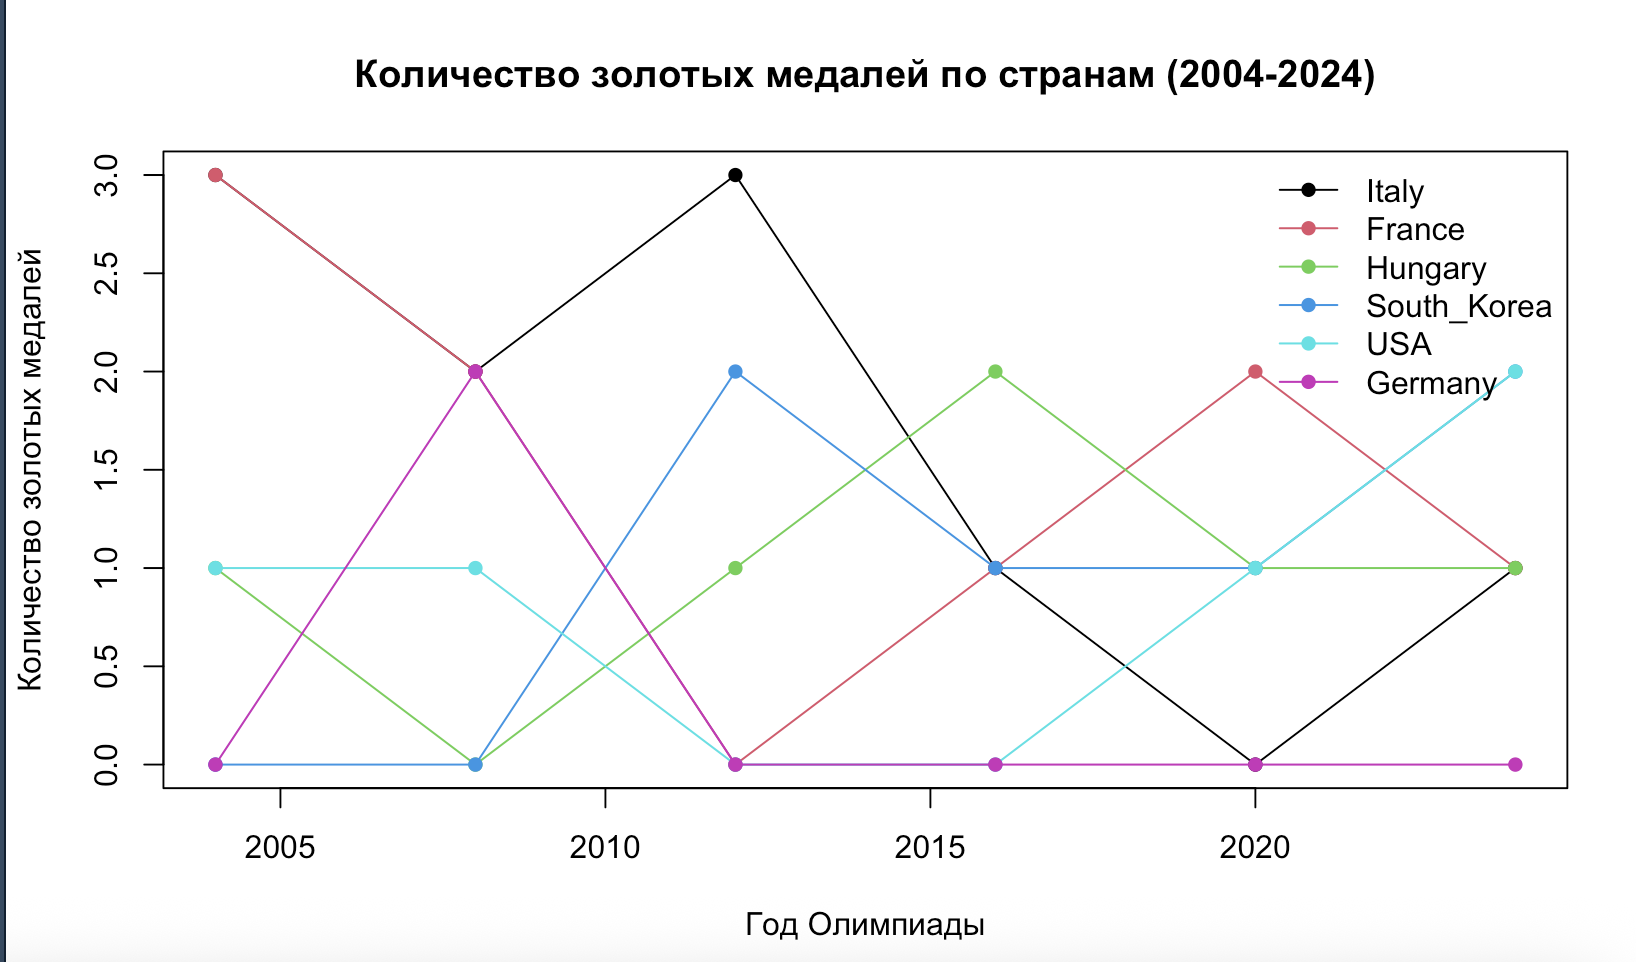 Количество золотых медалей по странам (2004-2024)
Количество золотых медалей
3.0
2.5
2.0
1.5
1.0
0.5
0.0
Italy
France
Hungary
South_Korea
USA
Germany
2005 2010 2015 2020
Год Олимпиады